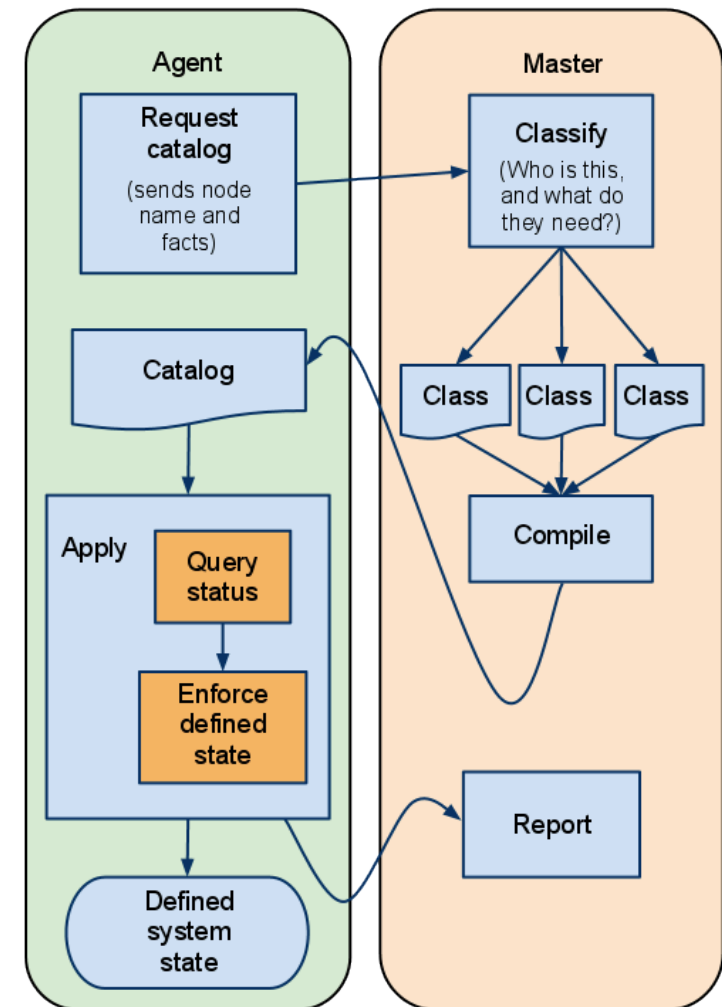 Agent
Request
catalog
(sends node
name and
facts)
Catalog
Apply
Query
status
Enforce
defined
state
Defined
system
state
Master
Classify
(Who is this,
and what do
they need?)
Class
Class
Class
Compile
Report